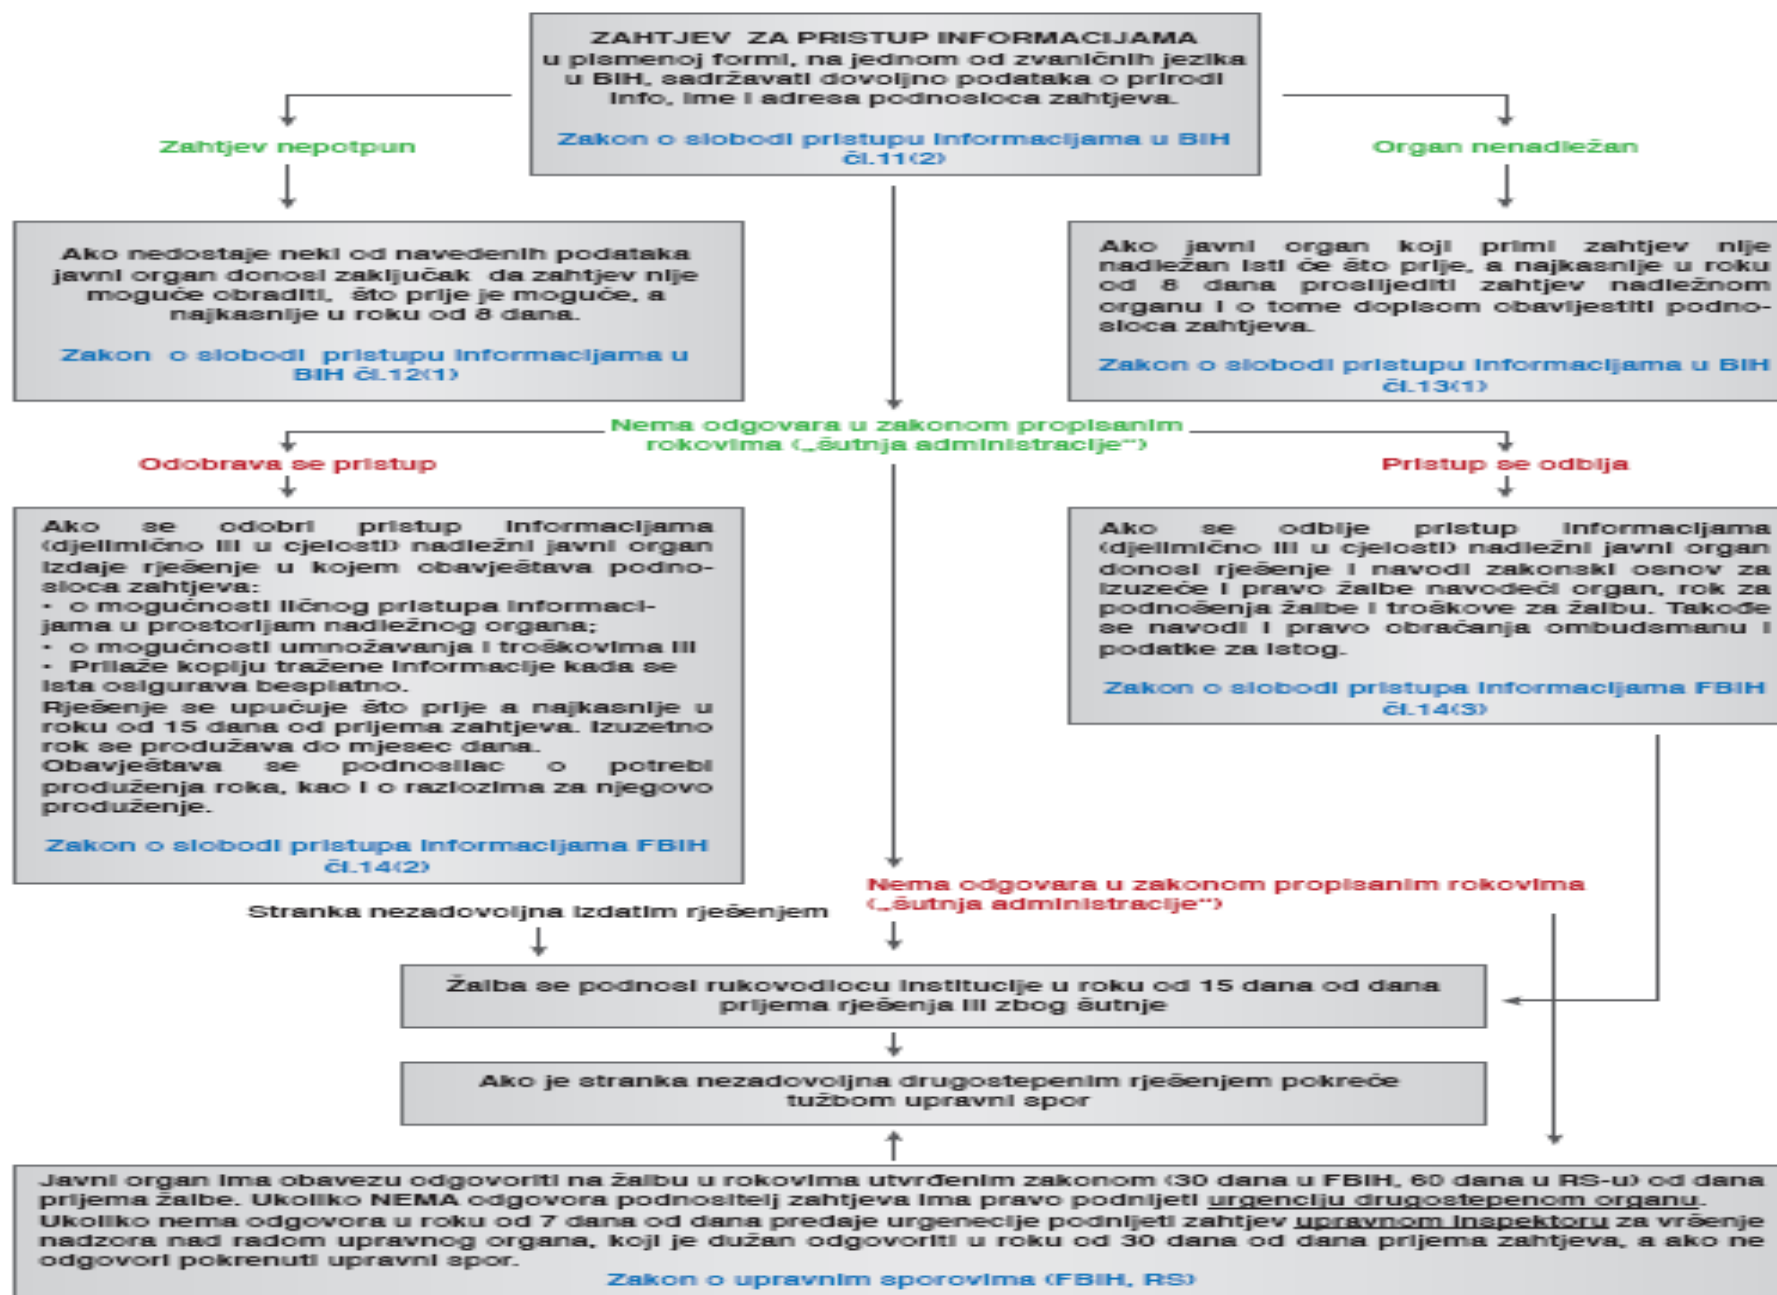 ZAHTJEV ZA PRISTUP INFORMACIJAMA
u pismenoj formi, na jednom od zvaničnih jezika
u BIH, sadržavati dovoljno podataka o prirodi
info, ime i adresa podnosloca zahtjeva.
Zakon o slobodi pristupu informacijama u BIH
čl.11(2)
Zahtjev nepotpun
Organ nenadležan
Ako nedostaje neki od navedenih podataka
javni organ donosi zaključak da zahtjev nije
moguće obraditi, što prije je moguće, a
najkasnije u roku od 8 dana.
Zakon o slobodi pristupu informacijama u
BIH čl.12(1)
Ako javni organ koji primi zahtjev nije
nadležan isti će što prije, a najkasnije u roku
od 8 dana proslijediti zahtjev nadležnom
organu i o tome dopisom obavijestiti podno-
sioca zahtjeva.
Zakon o slobodi pristupu informacijama u BIH
čl.13(1)
Nema odgovara u zakonom propisanim
rokovima („šutnja administracije“)
Odobrava se pristup
Pristup se odbija
Ako se odobri pristup informacijama
(djelimično ili u cjelosti) nadležni javni organ
izdaje rješenje u kojem obavještava podno-
sioca zahtjeva:
• o mogućnosti ličnog pristupa informaci-
jama u prostorijam nadležnog organa;
• o mogućnosti umnožavanja i troškovima ili
• Prilaže kopiju tražene informacije kada se
ista osigurava besplatno.
Rješenje se upućuje što prije a najkasnije u
roku od 15 dana od prijema zahtjeva. Izuzetno
rok se produžava do mjesec dana.
Obavještava se podnosilac o potrebi
produženja roka, kao i o razlozima za njegovo
produženje.
Zakon o slobodi pristupa informacijama FBIH
čl.14(2)
Ako se odbije pristup informacijama
(djelimično ili u cjelosti) nadležni javni organ
donosi rješenje i navodi zakonski osnov za
izuzeće i pravo žalbe navodeći organ, rok za
podnošenja žalbe i troškove za žalbu. Takođe
se navodi i pravo obraćanja ombudsmanu i
podatke za istog.
Zakon o slobodi pristupa informacijama FBIH
čl.14(3)
Stranka nezadovoljna izdatim rješenjem
Nema odgovara u zakonom propisanim rokovima
(„šutnja administracije“)
Žalba se podnosi rukovodiocu institucije u roku od 15 dana od dana
prijema rješenja ili zbog šutnje
Ako je stranka nezadovoljna drugostepenim rješenjem pokreće
tužbom upravni spor
Javni organ ima obavezu odgovoriti na žalbu u rokovima utvrđenim zakonom (30 dana u FBIH, 60 dana u RS-u) od dana
prijema žalbe. Ukoliko NEMA odgovora podnositelj zahtjeva ima pravo podnijeti urgenciju drugostepenom organu.
Ukoliko nema odgovora u roku od 7 dana od dana predaje urgenecije podnijeti zahtjev upravnom inspektoru za vršenje
nadzora nad radom upravnog organa, koji je dužan odgovoriti u roku od 30 dana od dana prijema zahtjeva, a ako ne
odgovori pokrenuti upravni spor.
Zakon o upravnim sporovima (FBIH, RS)